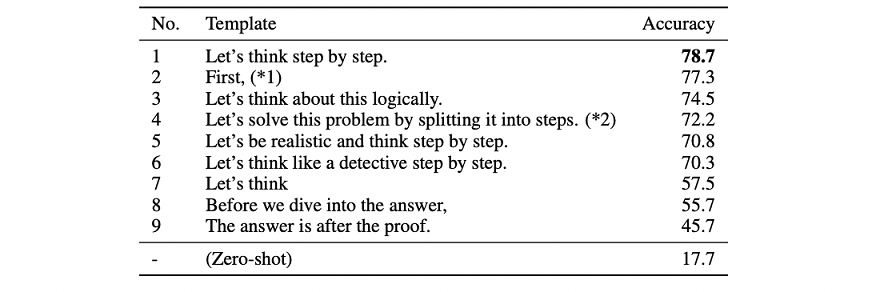 No. Template Accuracy
1 Let's think step by step. 78.7
2 First, (*1) 77.3
3 Let's think about this logically. 74.5
4 Let's solve this problem by splitting it into steps. (*2) 72.2
5 Let's be realistic and think step by step. 70.8
6 Let's think like a detective step by step. 70.3
7 Let's think 57.5
8 Before we dive into the answer, 55.7
9 The answer is after the proof. 45.7
- (Zero-shot) 17.7